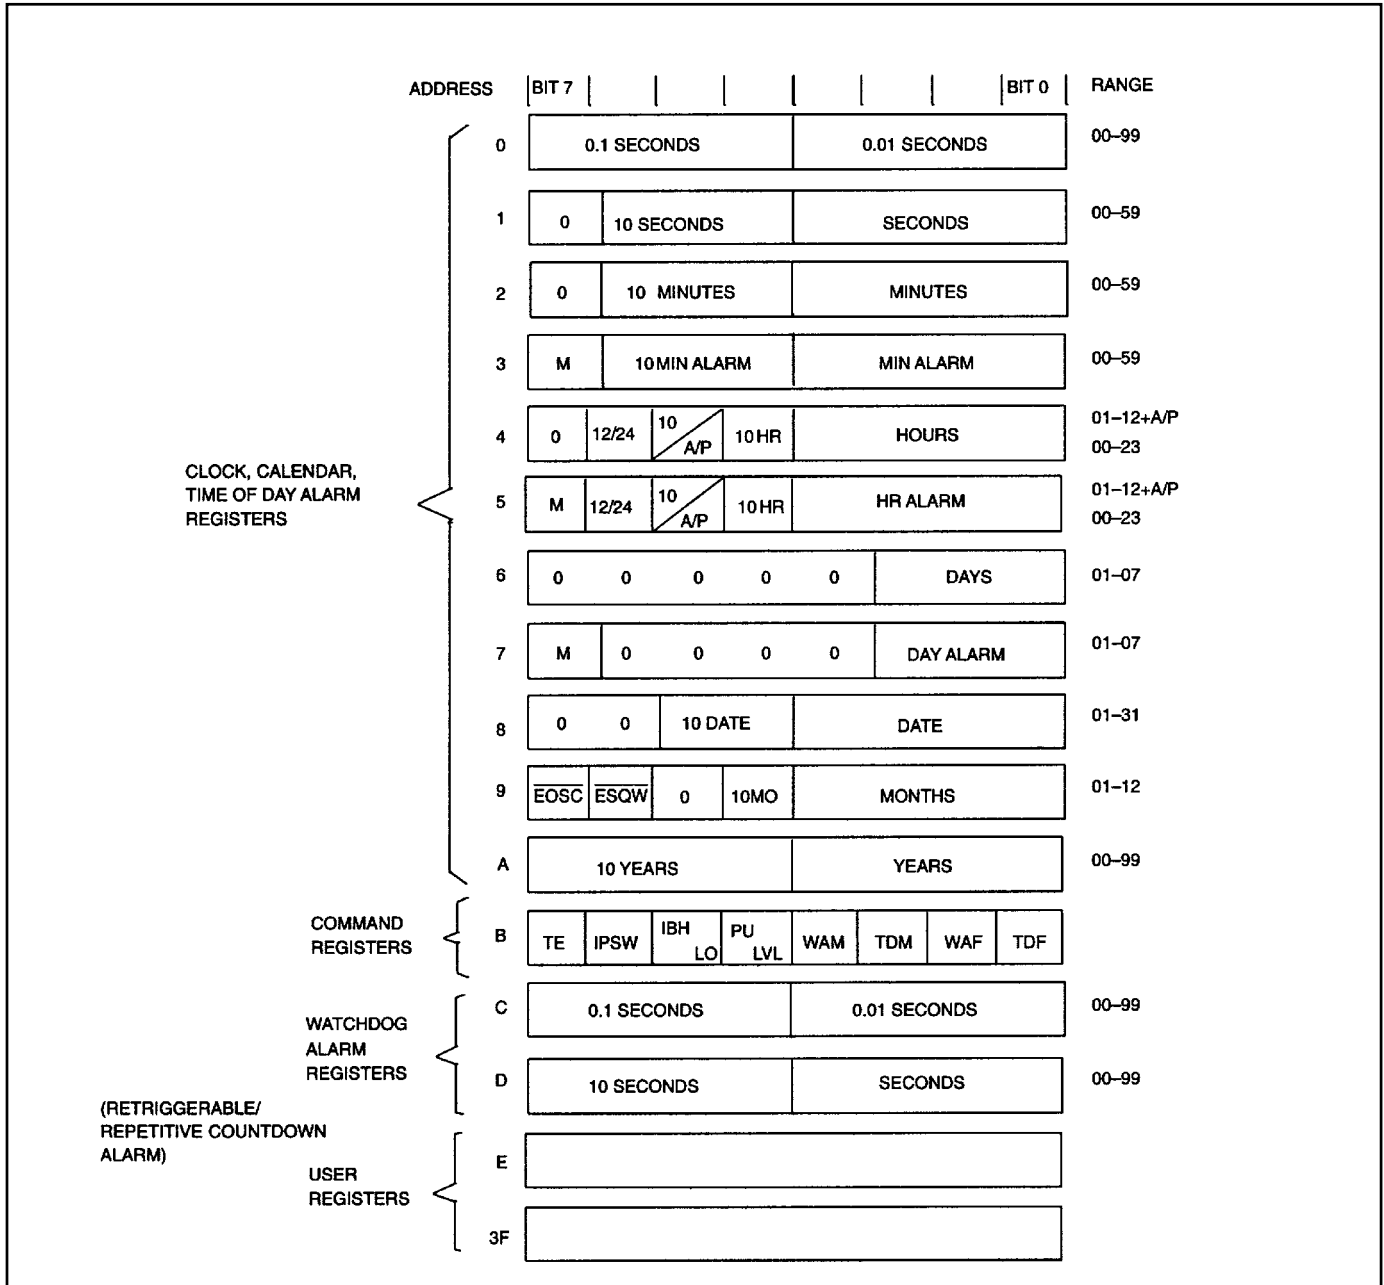 ADDRESS BIT 7 BIT 0 RANGE
0 0.1 SECONDS 0.01 SECONDS 00–99
1 0 10 SECONDS SECONDS 00–59
2 0 10 MINUTES MINUTES 00–59
3 M 10 MIN ALARM MIN ALARM 00–59
4 0 12/24 10 A/P 10 HR HOURS 01–12+A/P
00–23
CLOCK, CALENDAR,
TIME OF DAY ALARM
REGISTERS
5 M 12/24 10 A/P 10 HR HR ALARM 01–12+A/P
00–23
6 0 0 0 0 0 DAYS 01–07
7 M 0 0 0 0 DAY ALARM 01–07
8 0 0 10 DATE DATE 01–31
9 E̅O̅S̅C̅ E̅S̅Q̅W̅ 0 10MO MONTHS 01–12
A 10 YEARS YEARS 00–99
COMMAND
REGISTERS
B TE IPSW IBH LO PU LVL WAM TDM WAF TDF
C 0.1 SECONDS 0.01 SECONDS 00–99
WATCHDOG
ALARM
REGISTERS
D 10 SECONDS SECONDS 00–99
(RETRIGGERABLE/
REPETITIVE COUNTDOWN
ALARM)
E
USER
REGISTERS
3F